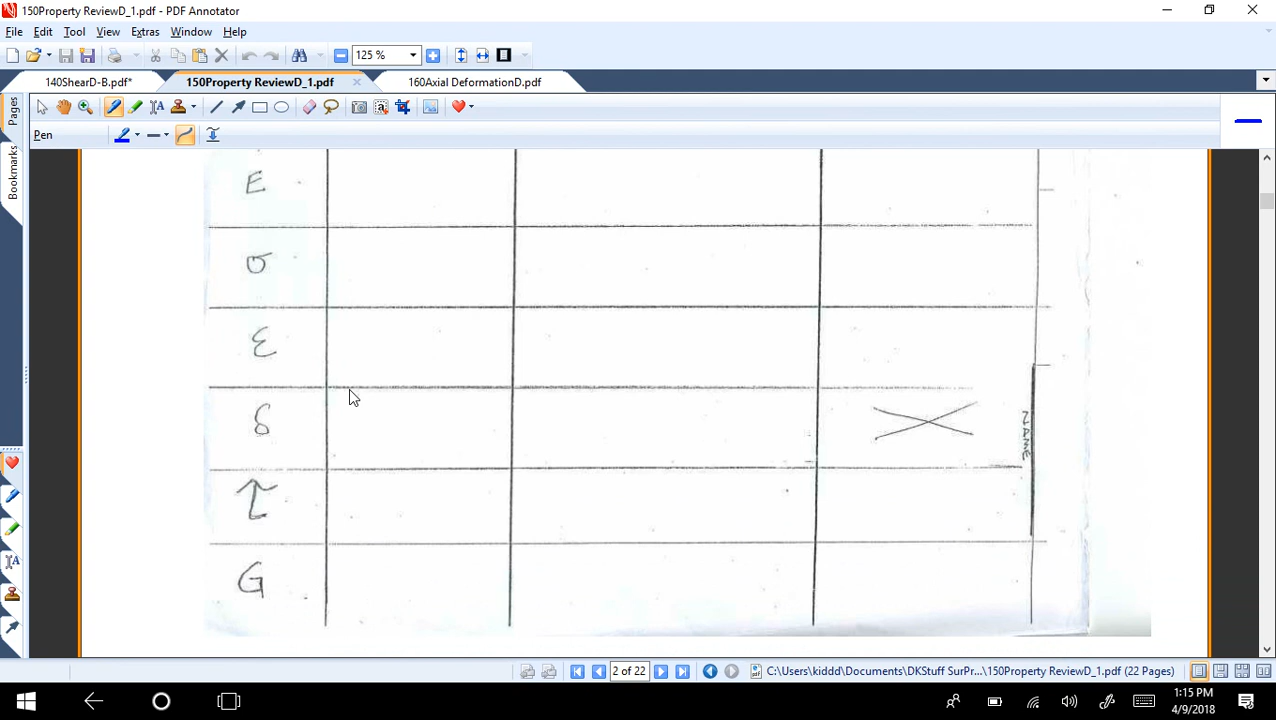 150Property ReviewD_1.pdf - PDF Annotator
File Edit Tool View Extras Window Help
125 %
140ShearD-B.pdf* 150Property ReviewD_1.pdf 160Axial DeformationD.pdf
Pen
Pages
Bookmarks
E
σ
ε
δ
NAME
τ
G
2 of 22
C:\Users\kiddd\Documents\DKStuff SurPr...\150Property ReviewD_1.pdf (22 Pages)
1:15 PM
4/9/2018